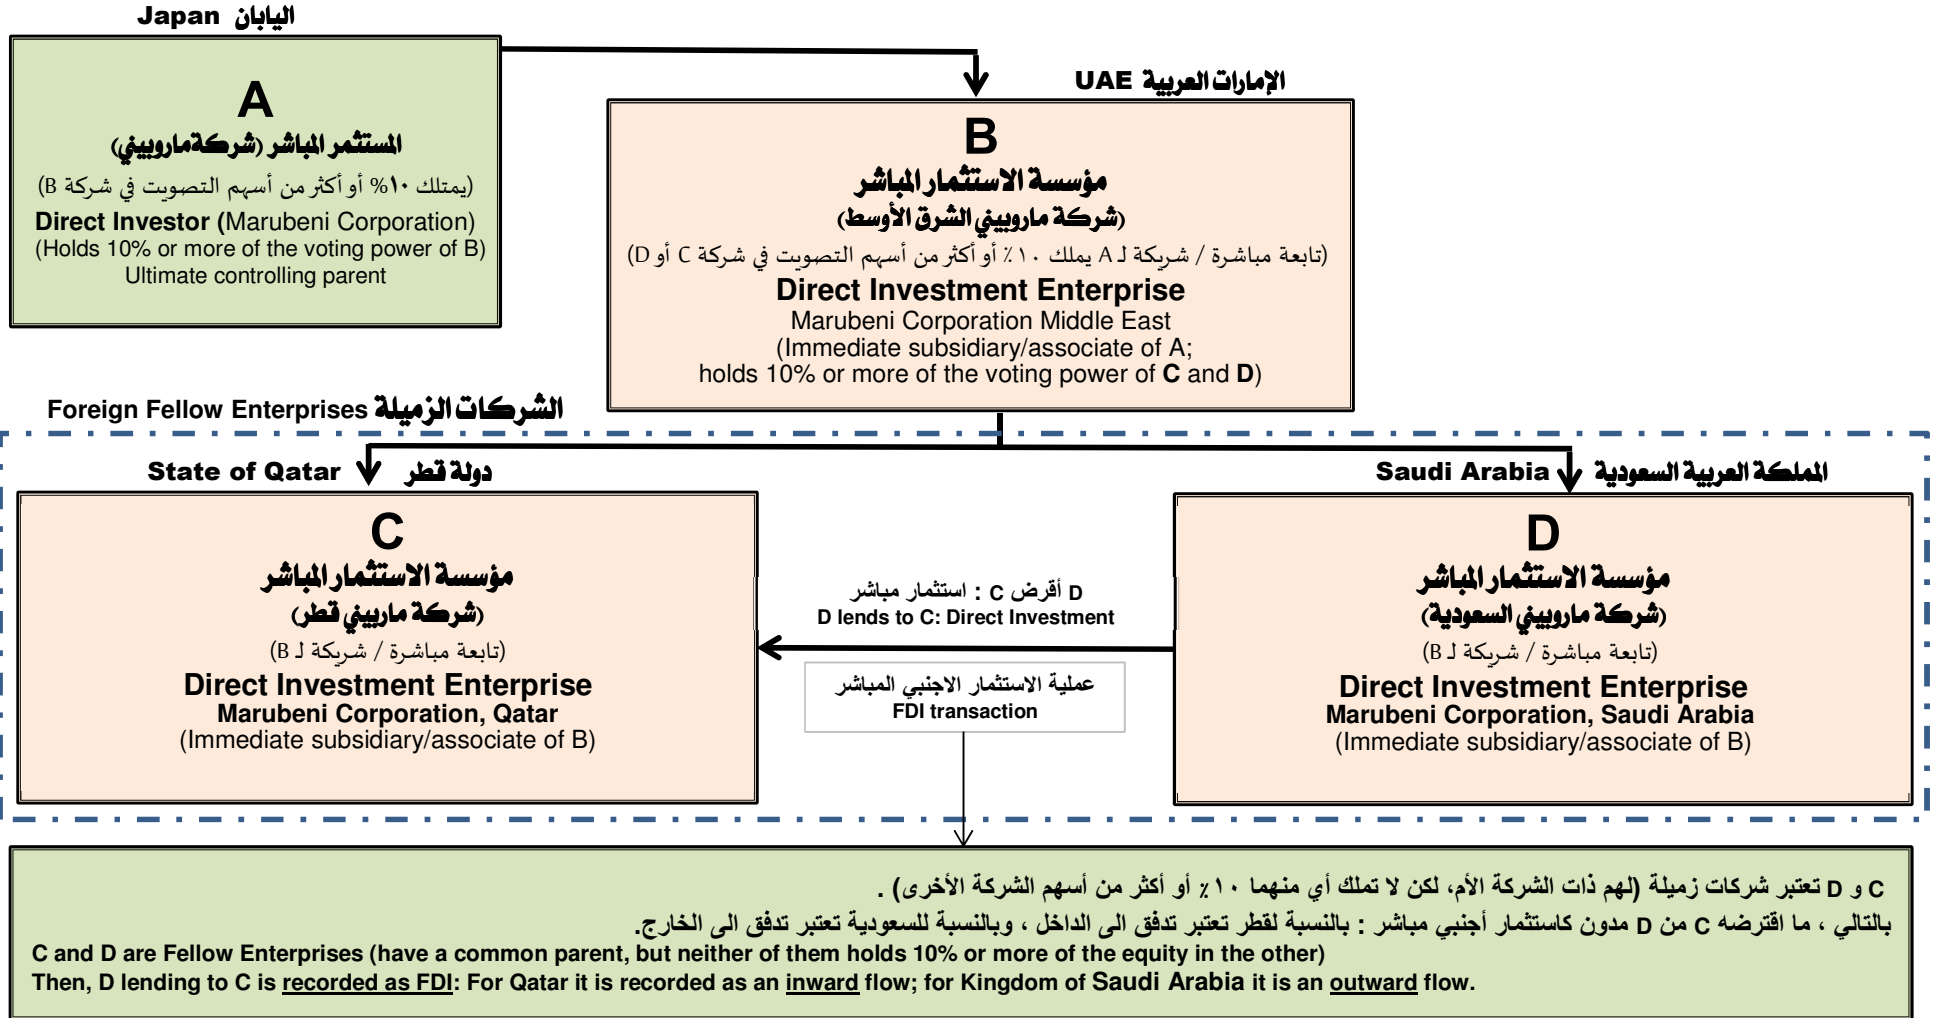 Japan اليابان
A
المستثمر المباشر (شركةماروبيني)
(يمتلك ١٠% أو أكثر من أسهم التصويت في شركة B)
Direct Investor (Marubeni Corporation)
(Holds 10% or more of the voting power of B)
Ultimate controlling parent
UAE الإمارات العربية
B
مؤسسة الاستثمار المباشر
(شركة ماروبيني الشرق الأوسط)
(تابعة مباشرة / شريكة لـ A يملك ١٠٪ أو أكثر من أسهم التصويت في شركة C أو D)
Direct Investment Enterprise
Marubeni Corporation Middle East
(Immediate subsidiary/associate of A;
holds 10% or more of the voting power of C and D)
Foreign Fellow Enterprises الشركات الزميلة
State of Qatar دولة قطر
C
مؤسسة الاستثمار المباشر
(شركة ماربيني قطر)
(تابعة مباشرة / شريكة لـ B)
Direct Investment Enterprise
Marubeni Corporation, Qatar
(Immediate subsidiary/associate of B)
D أقرض C : استثمار مباشر
D lends to C: Direct Investment
عملية الاستثمار الاجنبي المباشر
FDI transaction
Saudi Arabia المملكة العربية السعودية
D
مؤسسة الاستثمار المباشر
(شركة ماروبيني السعودية)
(تابعة مباشرة / شريكة لـ B)
Direct Investment Enterprise
Marubeni Corporation, Saudi Arabia
(Immediate subsidiary/associate of B)
C و D تعتبر شركات زميلة (لهم ذات الشركة الأم، لكن لا تملك أي منهما ١٠٪ أو أكثر من أسهم الشركة الأخرى) .
بالتالي ، ما اقترضه C من D مدون كاستثمار أجنبي مباشر : بالنسبة لقطر تعتبر تدفق الى الداخل ، وبالنسبة للسعودية تعتبر تدفق الى الخارج.
C and D are Fellow Enterprises (have a common parent, but neither of them holds 10% or more of the equity in the other)
Then, D lending to C is recorded as FDI: For Qatar it is recorded as an inward flow; for Kingdom of Saudi Arabia it is an outward flow.